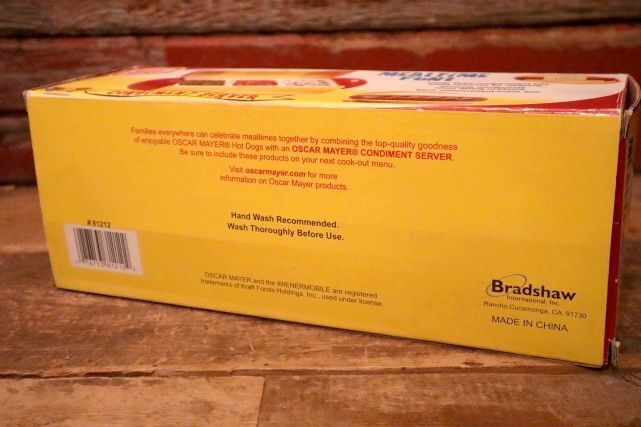 MEALTIME
FUN!
CONDIMENT SERVER
Families everywhere can celebrate mealtimes together by combining the top-quality goodness
of enjoyable OSCAR MAYER® Hot Dogs with an OSCAR MAYER® CONDIMENT SERVER.
Be sure to include these products on your next cook-out menu.
Visit oscarmayer.com for more
information on Oscar Mayer products.
# 81212
Hand Wash Recommended.
Wash Thoroughly Before Use.
OSCAR MAYER and the WIENERMOBILE are registered
trademarks of Kraft Foods Holdings, Inc., used under license.
Bradshaw
International, Inc.
Rancho Cucamonga, CA 91730
MADE IN CHINA